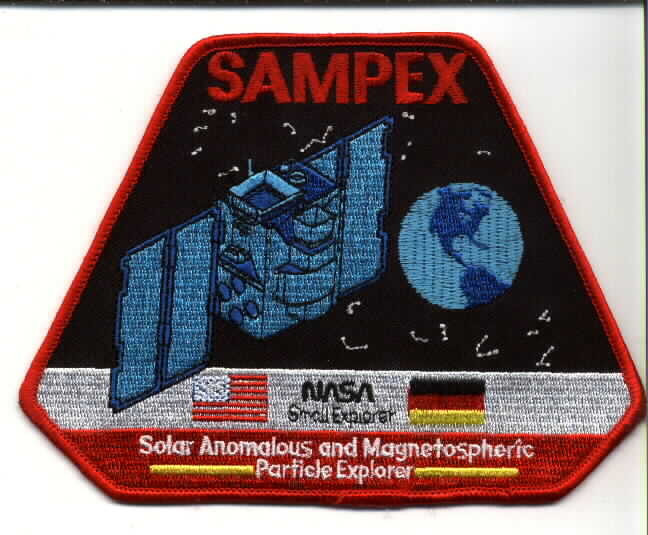 SAMPEX
NASA
Small Explorer
Solar Anomalous and Magnetospheric
Particle Explorer